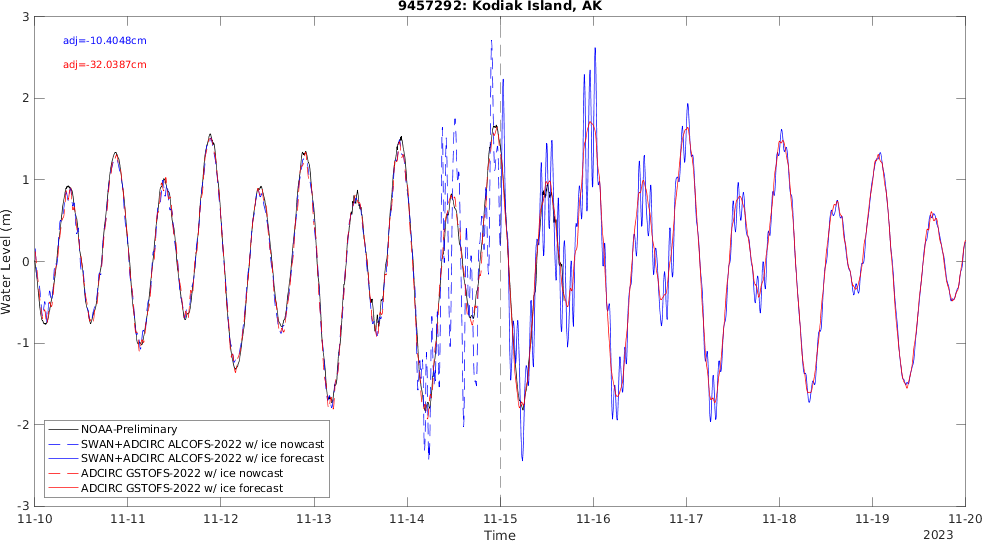 9457292: Kodiak Island, AK
adj=-10.4048cm
adj=-32.0387cm
Water Level (m)
3
2
1
0
-1
-2
-3
NOAA-Preliminary
SWAN+ADCIRC ALCOFS-2022 w/ ice nowcast
SWAN+ADCIRC ALCOFS-2022 w/ ice forecast
ADCIRC GSTOFS-2022 w/ ice nowcast
ADCIRC GSTOFS-2022 w/ ice forecast
11-10 11-11 11-12 11-13 11-14 11-15 11-16 11-17 11-18 11-19 11-20
Time
2023